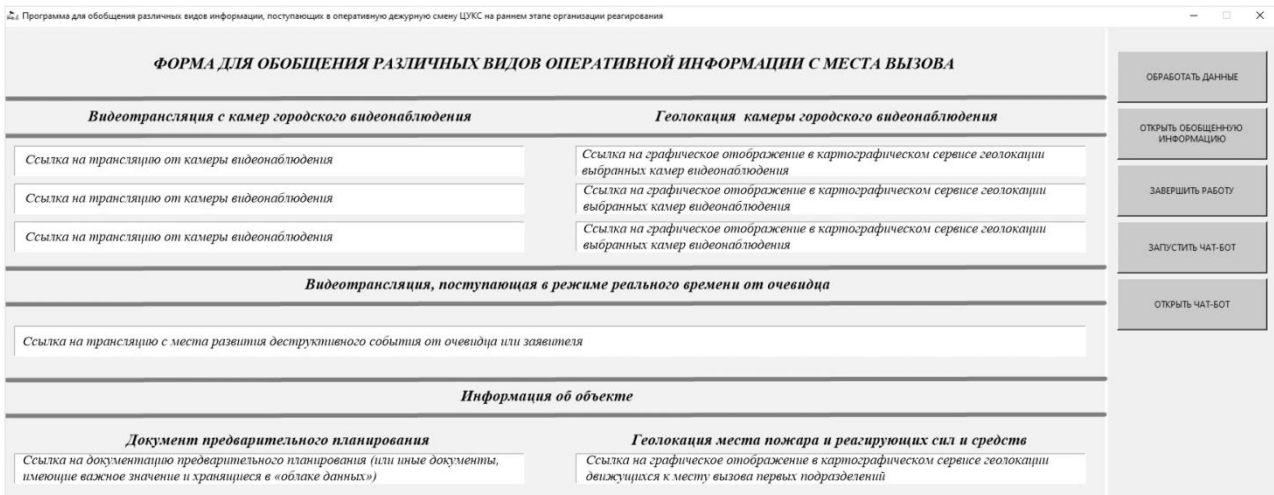 Программа для обобщения различных видов информации, поступающих в оперативную дежурную смену ЦУКС на раннем этапе организации реагирования
ФОРМА ДЛЯ ОБОБЩЕНИЯ РАЗЛИЧНЫХ ВИДОВ ОПЕРАТИВНОЙ ИНФОРМАЦИИ С МЕСТА ВЫЗОВА
Видеотрансляция с камер городского видеонаблюдения
Геолокация камеры городского видеонаблюдения
Ссылка на трансляцию от камеры видеонаблюдения
Ссылка на графическое отображение в картографическом сервисе геолокации
выбранных камер видеонаблюдения
Ссылка на трансляцию от камеры видеонаблюдения
Ссылка на графическое отображение в картографическом сервисе геолокации
выбранных камер видеонаблюдения
Ссылка на трансляцию от камеры видеонаблюдения
Ссылка на графическое отображение в картографическом сервисе геолокации
выбранных камер видеонаблюдения
Видеотрансляция, поступающая в режиме реального времени от очевидца
Ссылка на трансляцию с места развития деструктивного события от очевидца или заявителя
Информация об объекте
Документ предварительного планирования
Геолокация места пожара и реагирующих сил и средств
Ссылка на документацию предварительного планирования (или иные документы,
имеющие важное значение и хранящиеся в «облаке данных»)
Ссылка на графическое отображение в картографическом сервисе геолокации
движущихся к месту вызова первых подразделений
ОБРАБОТАТЬ ДАННЫЕ
ОТКРЫТЬ ОБОБЩЕННУЮ
ИНФОРМАЦИЮ
ЗАВЕРШИТЬ РАБОТУ
ЗАПУСТИТЬ ЧАТ-БОТ
ОТКРЫТЬ ЧАТ-БОТ